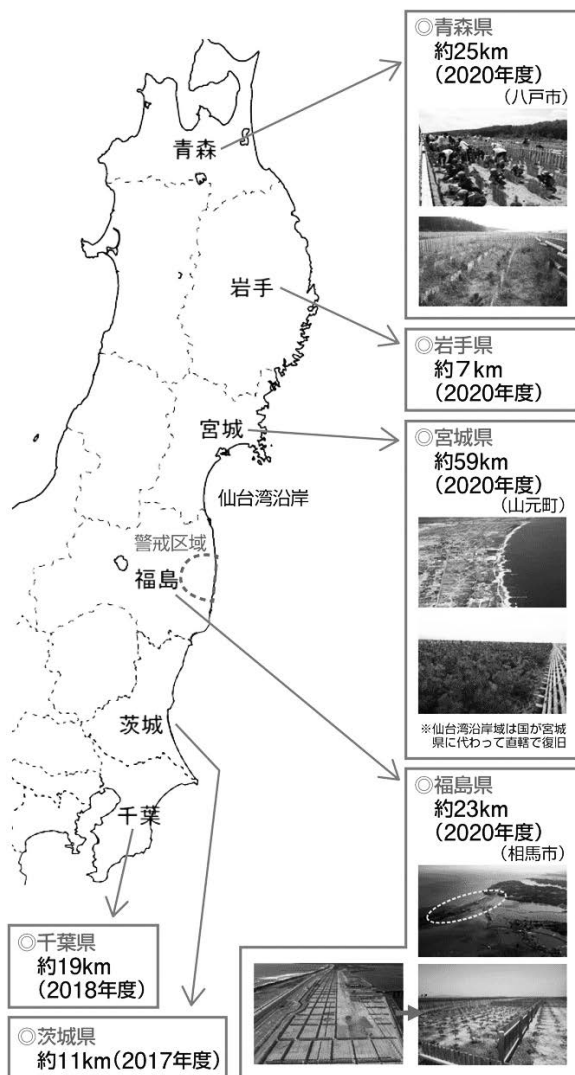 ◎青森県
約25km
（2020年度）
（八戸市）
青森
岩手
◎岩手県
約7km
（2020年度）
宮城
◎宮城県
約59km
（2020年度）
（山元町）
仙台湾沿岸
警戒区域
福島
※仙台湾沿岸域は国が宮城
県に代わって直轄で復旧
茨城
千葉
◎福島県
約23km
（2020年度）
（相馬市）
◎千葉県
約19km
（2018年度）
◎茨城県
約11km（2017年度）